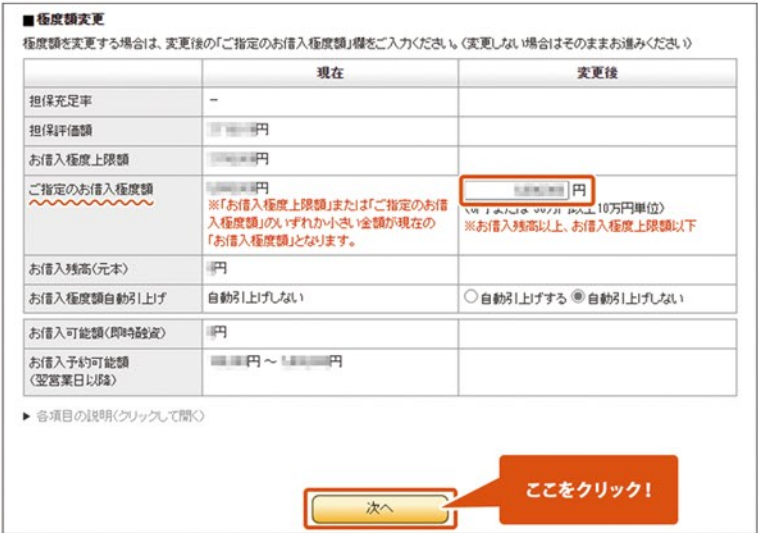 ■極度額変更
極度額を変更する場合は、変更後の「ご指定のお借入極度額」欄をご入力ください。(変更しない場合はそのままお進みください)
現在 変更後
担保充足率 －
担保評価額 円
お借入極度上限額 円
ご指定のお借入極度額 円 円
※「お借入極度上限額」または「ご指定のお借
入極度額」のいずれか小さい金額が現在の
「お借入極度額」となります。
10万円単位)
※お借入残高以上、お借入極度上限額以下
お借入残高(元本) 円
お借入極度額自動引上げ 自動引上げしない ○自動引上げする ◉自動引上げしない
お借入可能額(即時融資) 円
お借入予約可能額
(翌営業日以降) 円～ 円
▶ 各項目の説明(クリックして開く)
ここをクリック！
次へ